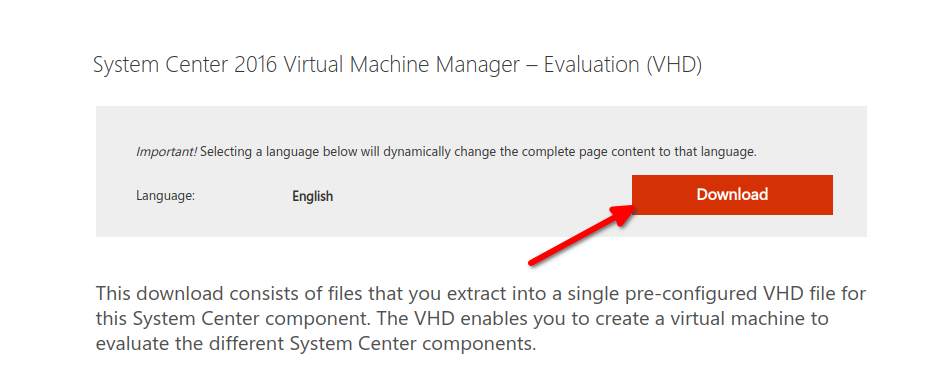 System Center 2016 Virtual Machine Manager – Evaluation (VHD)
Important! Selecting a language below will dynamically change the complete page content to that language.
Language: English Download
This download consists of files that you extract into a single pre-configured VHD file for
this System Center component. The VHD enables you to create a virtual machine to
evaluate the different System Center components.